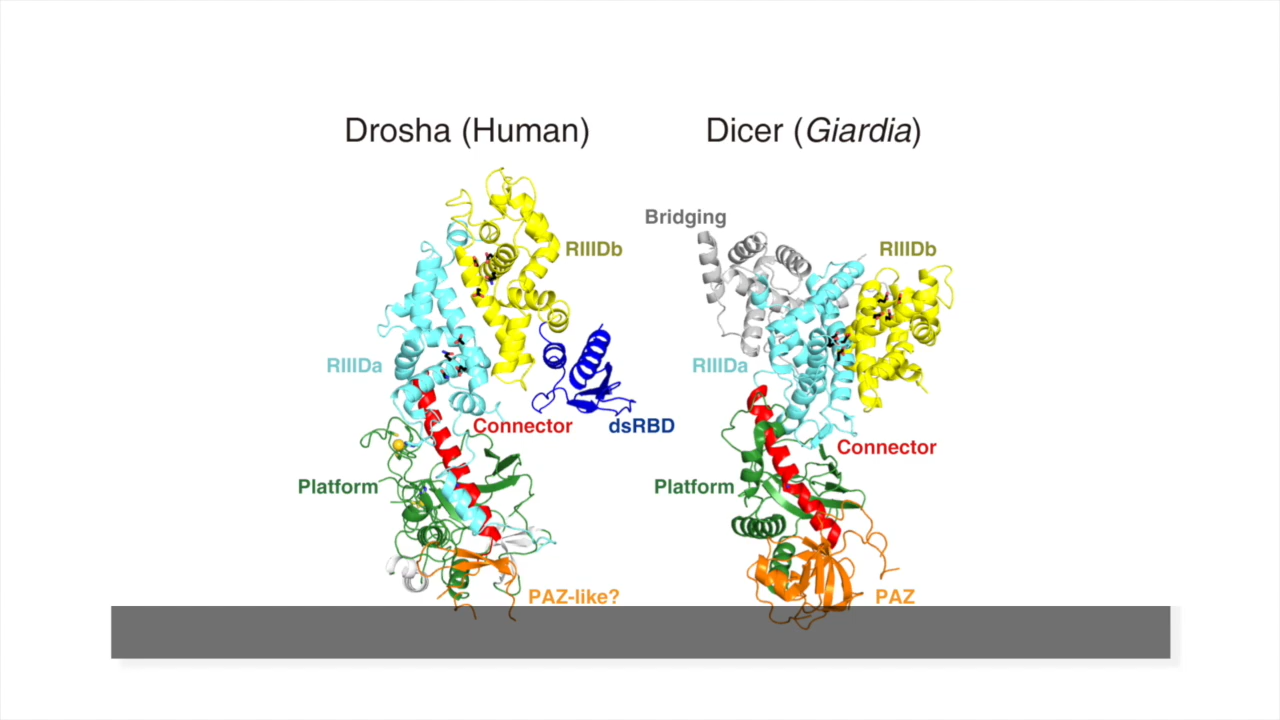 Drosha (Human)
Dicer (Giardia)
Bridging
RIIIDb
RIIIDb
RIIIDa
RIIIDa
Connector
dsRBD
Connector
Platform
Platform
PAZ-like?
PAZ